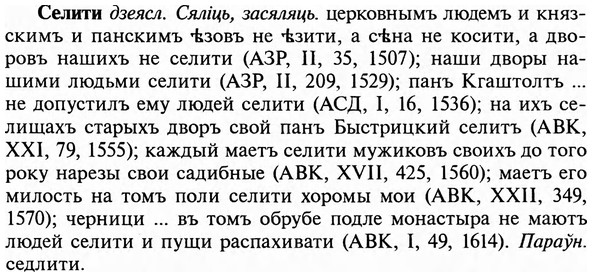 Селити дзеясл. Сяліць, засяляць. церковнымъ людемъ и княз-
скимъ и панскимъ ѣзовъ не ѣзити, а сѣна не косити, а дво-
ровъ нашихъ не селити (АЗР, II, 35, 1507); наши дворы на-
шими людьми селити (АЗР, II, 209, 1529); панъ Кгаштолтъ ...
не допустилъ ему людей селити (АСД, I, 16, 1536); на ихъ се-
лищахъ старыхъ дворъ свой панъ Быстрицкий селитъ (АВК,
XXI, 79, 1555); каждый маетъ селити мужиковъ своихъ до того
року нарезы свои садибные (АВК, XVII, 425, 1560); маетъ его
милость на томъ поли селити хоромы мои (АВК, XXII, 349,
1570); черници ... въ томъ обрубе подле монастыра не маютъ
людей селити и пущи распахивати (АВК, I, 49, 1614). Параўн.
седлити.